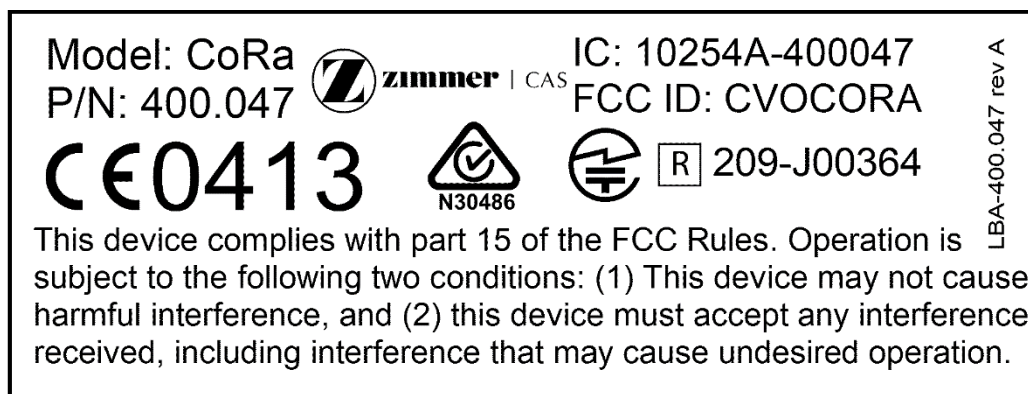 Model: CoRa
P/N: 400.047
Z zimmer | CAS
IC: 10254A-400047
FCC ID: CVOCORA
CE0413
N30486
R 209-J00364
LBA-400.047 rev A
This device complies with part 15 of the FCC Rules. Operation is
subject to the following two conditions: (1) This device may not cause
harmful interference, and (2) this device must accept any interference
received, including interference that may cause undesired operation.